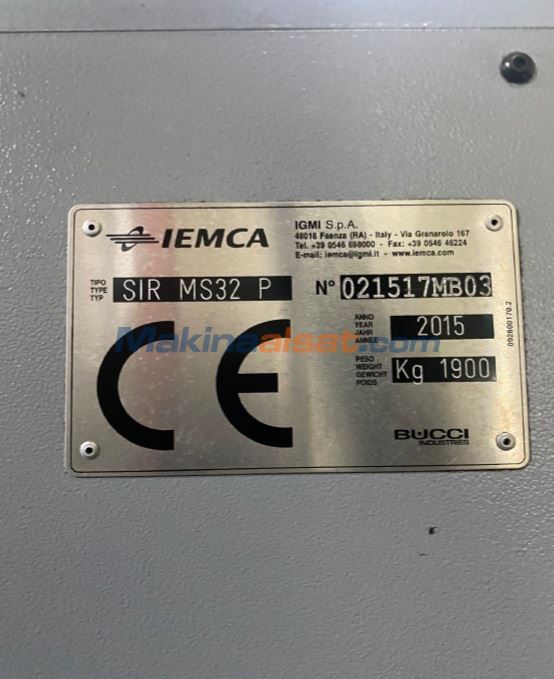 IEMCA
IGMI S.p.A.
48018 Faenza (RA) - Italy - Via Granarolo 167
Tel. +39 0546 698000 - Fax: +39 0546 46224
E-mail: iemca@igmi.it - www.iemca.com
TIPO
TYPE
TYP
SIR MS32 P
N° 021517MB03
ANNO
YEAR
JAHR
ANNEE
2015
PESO
WEIGHT
GEWICHT
POIDS
Kg 1900
CE
BUCCI
INDUSTRIES
092800170.2
Makinaalsat.com